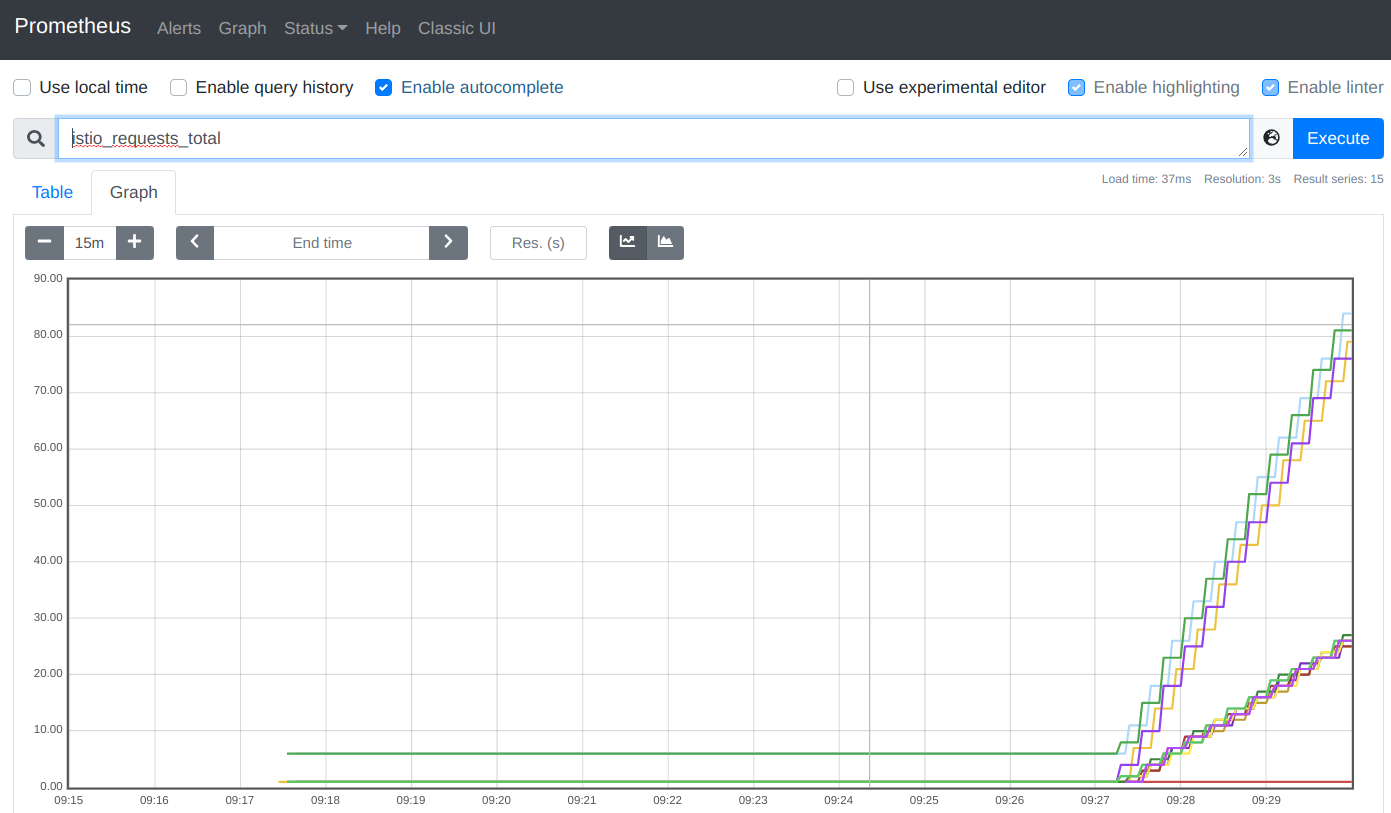 Prometheus Alerts Graph Status Help Classic UI
Use local time Enable query history Enable autocomplete Use experimental editor Enable highlighting Enable linter
istio_requests_total Execute
Table Graph Load time: 37ms Resolution: 3s Result series: 15
15m End time Res. (s)
90.00
80.00
70.00
60.00
50.00
40.00
30.00
20.00
10.00
0.00
09:15 09:16 09:17 09:18 09:19 09:20 09:21 09:22 09:23 09:24 09:25 09:26 09:27 09:28 09:29